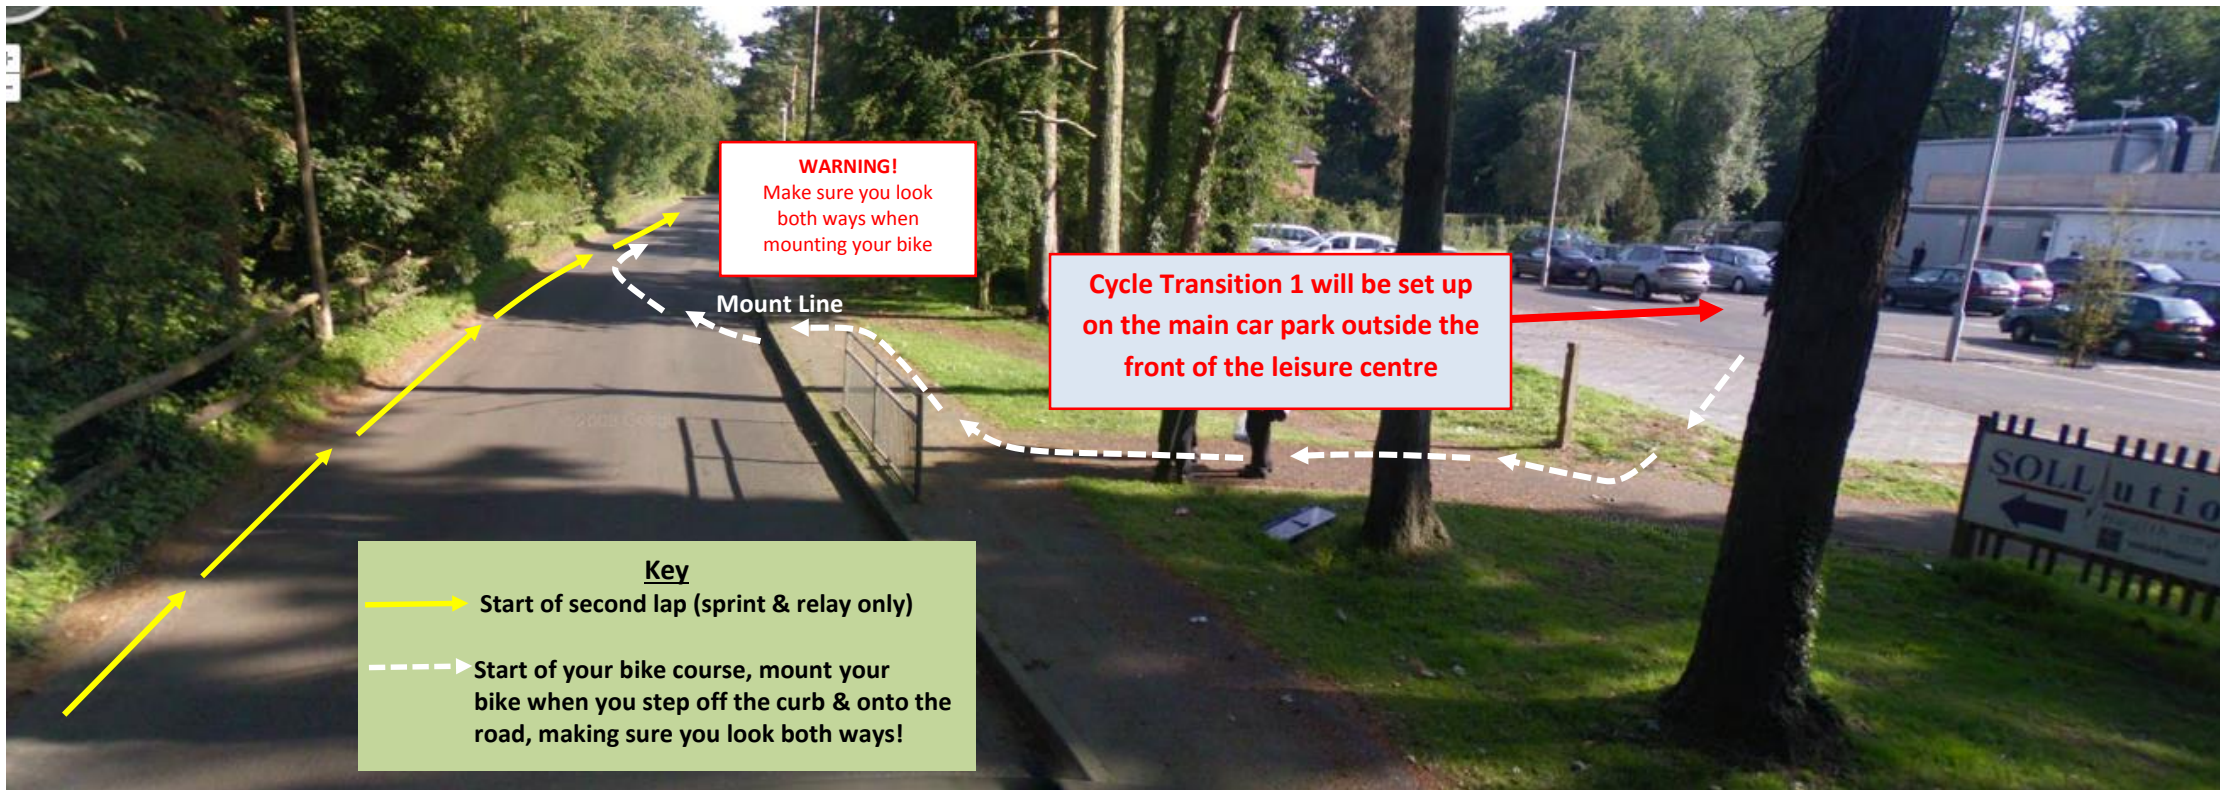 WARNING!
Make sure you look
both ways when
mounting your bike
Mount Line
Cycle Transition 1 will be set up
on the main car park outside the
front of the leisure centre
SOLL utio
Key
Start of second lap (sprint & relay only)
Start of your bike course, mount your
bike when you step off the curb & onto the
road, making sure you look both ways!